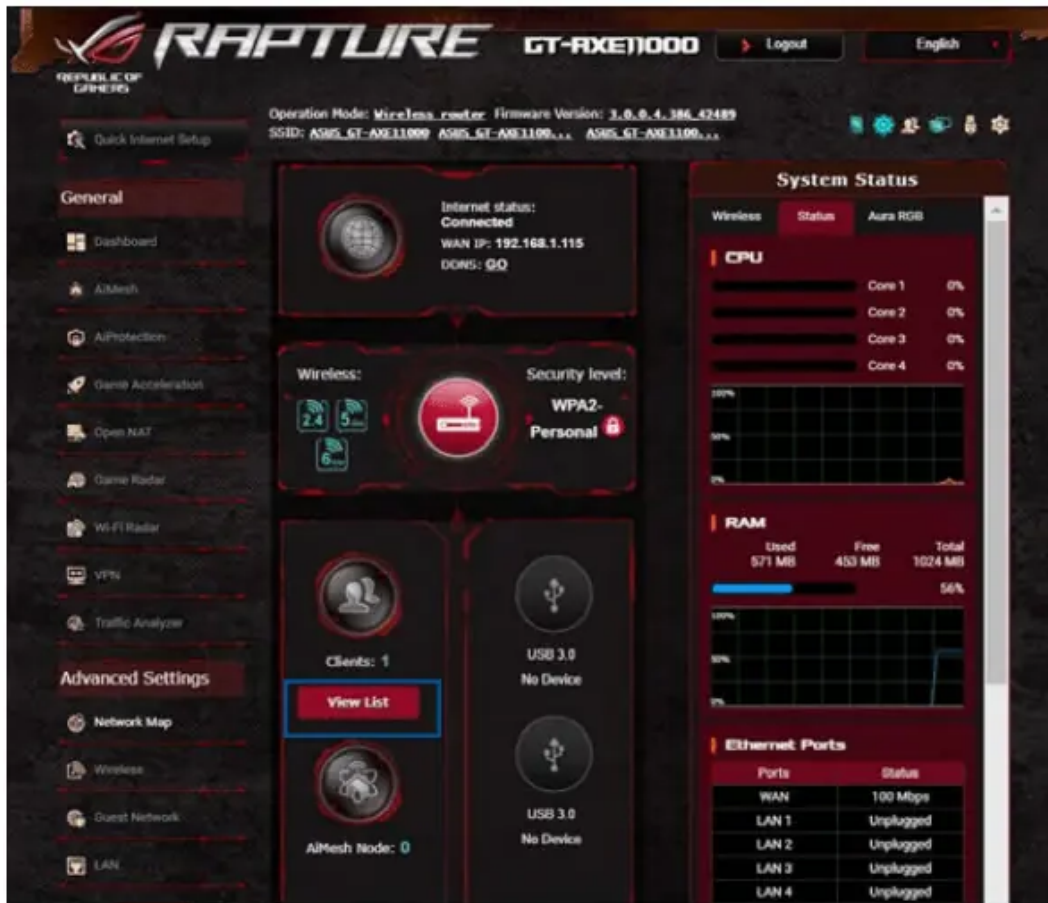 RAPTURE GT-AXE11000 Logout English
REPUBLIC OF
GAMERS
Operation Mode: Wireless router Firmware Version: 3.0.0.4.386_42489
SSID: ASUS_GT-AXE11000 ASUS_GT-AXE1100... ASUS_GT-AXE1100...
Quick Internet Setup
General
Dashboard
AiMesh
AiProtection
Game Acceleration
Open NAT
Game Radar
Wi-Fi Radar
VPN
Traffic Analyzer
Advanced Settings
Network Map
Wireless
Guest Network
LAN
Internet status:
Connected
WAN IP: 192.168.1.115
DDNS: GO
Wireless:
2.4 5
6
Security level:
WPA2-
Personal
Clients: 1
View List
AiMesh Node: 0
USB 3.0
No Device
USB 3.0
No Device
System Status
Wireless Status Aura RGB
CPU
Core 1 0%
Core 2 0%
Core 3 0%
Core 4 0%
100%
50%
0%
RAM
Used Free Total
571 MB 453 MB 1024 MB
56%
100%
50%
0%
Ethernet Ports
Ports Status
WAN 100 Mbps
LAN 1 Unplugged
LAN 2 Unplugged
LAN 3 Unplugged
LAN 4 Unplugged